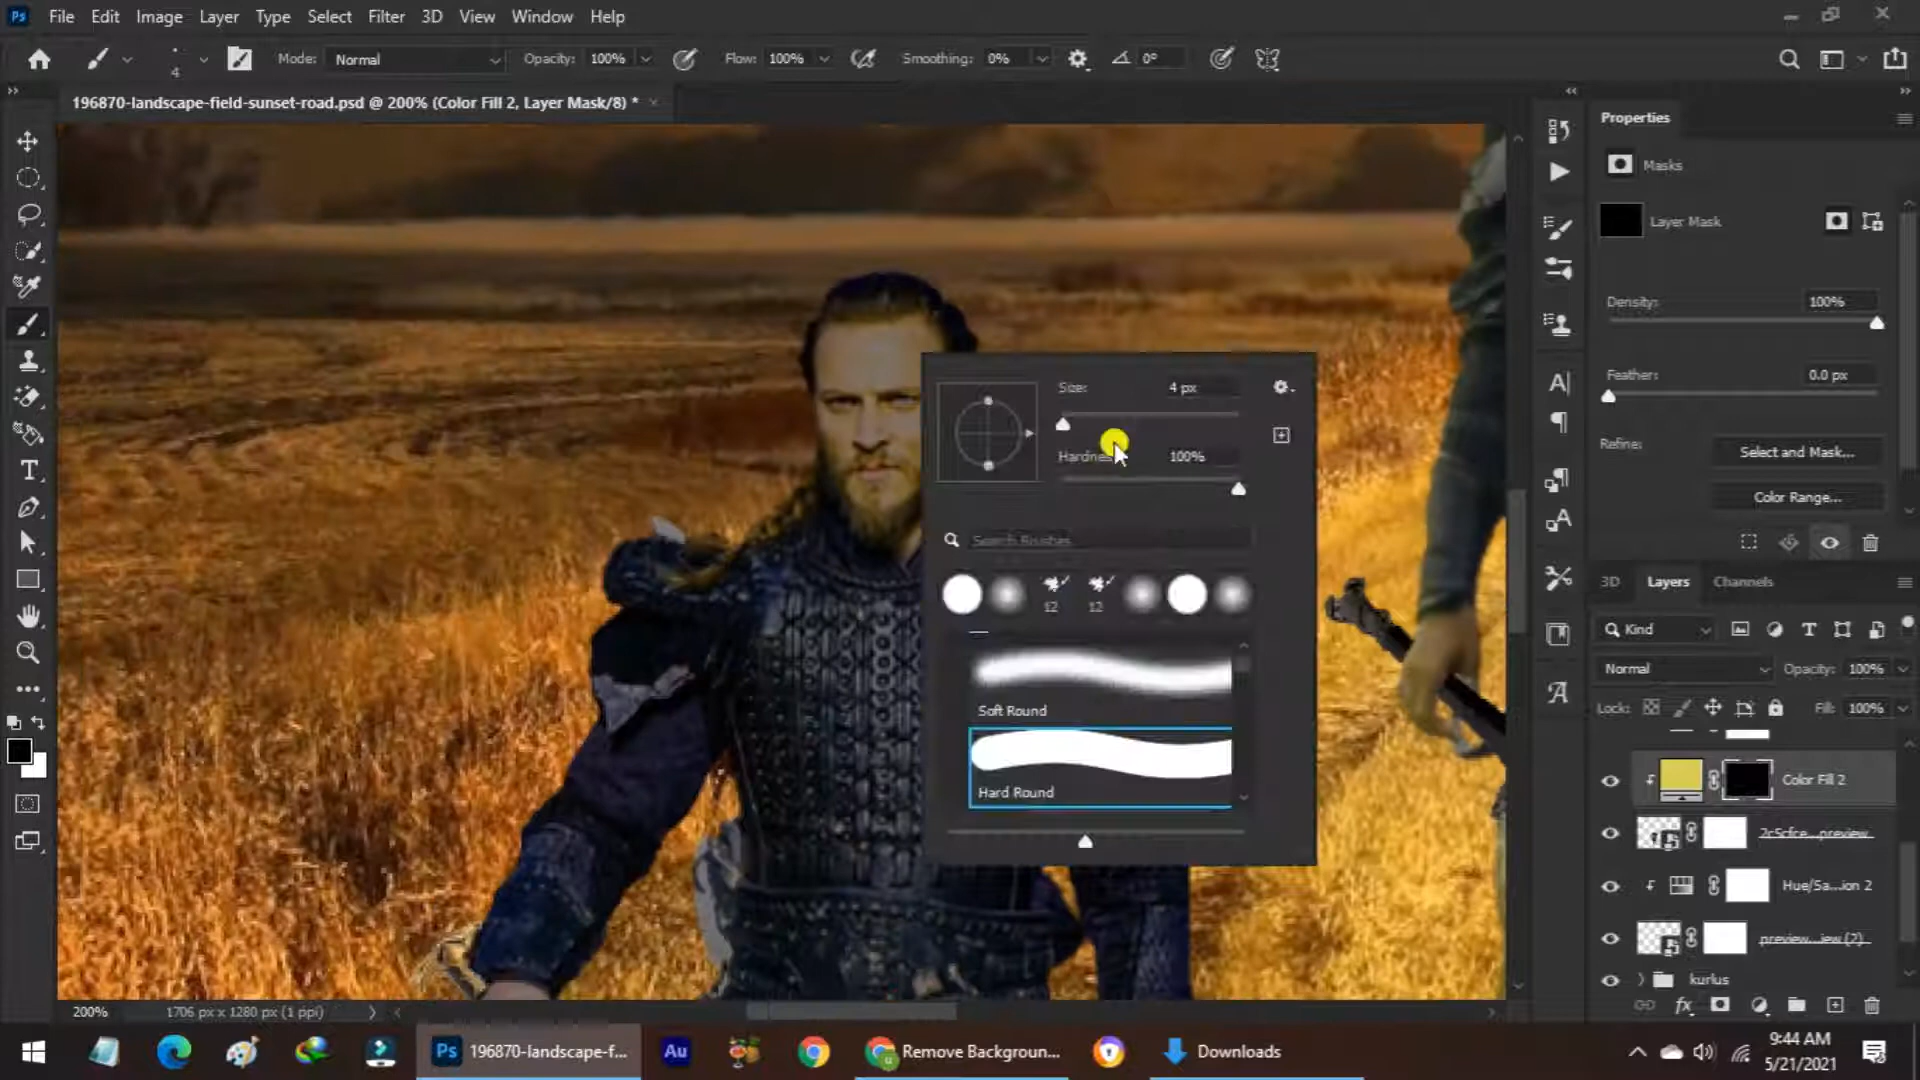 Ps File Edit Image Layer Type Select Filter 3D View Window Help
4 Mode: Normal Opacity: 100% Flow: 100% Smoothing: 0% 0°
196870-landscape-field-sunset-road.psd @ 200% (Color Fill 2, Layer Mask/8) *
Properties
Masks
Layer Mask
Density: 100%
Feather: 0.0 px
Refine: Select and Mask...
Color Range...
Size: 4 px
Hardness: 100%
Search Brushes
12 12
Soft Round
Hard Round
3D Layers Channels
Kind
Normal Opacity: 100%
Lock: Fill: 100%
Color Fill 2
2c5cfce...preview
Hue/Sa...ion 2
preview...iew (2)
kurlus
200% 1706 px x 1280 px (1 ppi)
Ps 196870-landscape-f... Au Remove Backgroun... Downloads
9:44 AM
5/21/2021